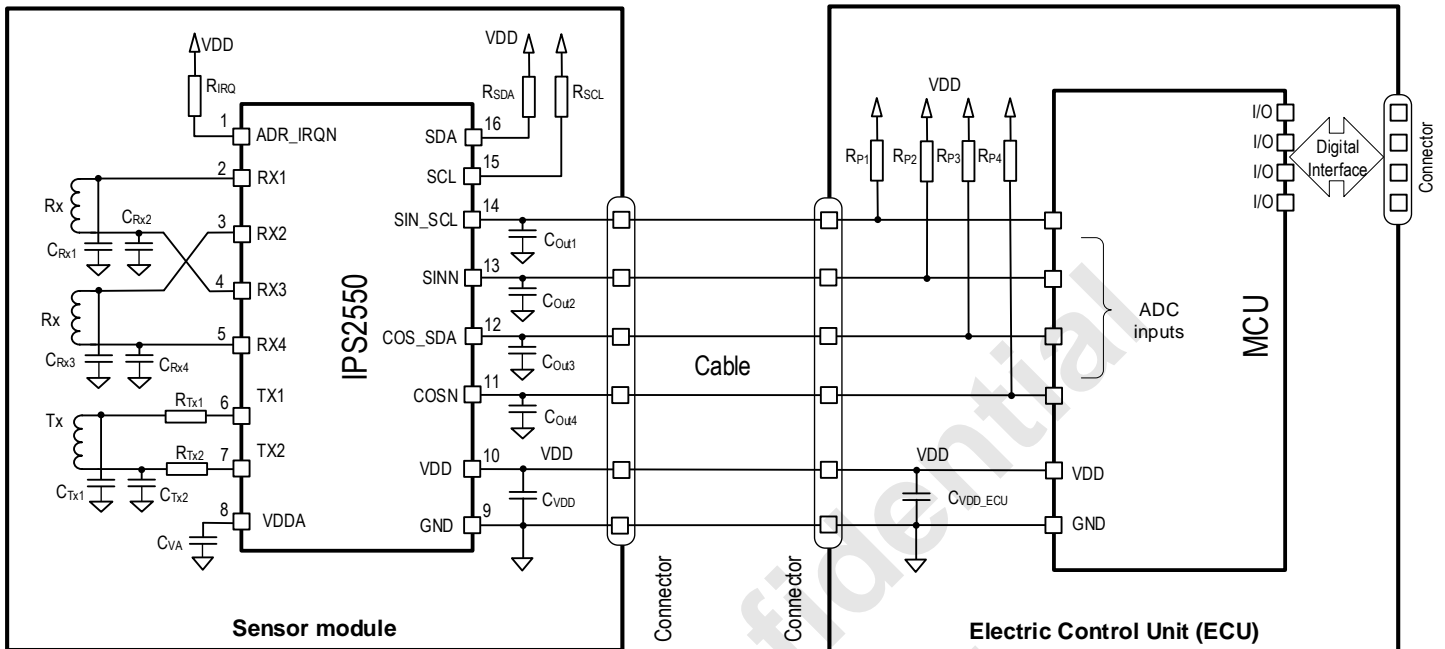 VDD
RIRQ
1
ADR_IRQN
2
RX1
Rx
CRx2
CRx1
3
RX2
4
RX3
Rx
5
RX4
CRx3
CRx4
Tx
RTx1
6
TX1
RTx2
7
TX2
CTx1
CTx2
8
VDDA
CVA
IPS2550
VDD
RSDA
RSCL
SDA
16
SCL
15
SIN_SCL
14
COut1
SINN
13
COut2
COS_SDA
12
COut3
COSN
11
COut4
VDD
10
VDD
CVDD
GND
9
Sensor module
Connector
Cable
Connector
VDD
RP1
RP2
RP3
RP4
ADC
inputs
MCU
VDD
CVDD_ECU
VDD
GND
I/O
I/O
I/O
I/O
Digital
Interface
Connector
Electric Control Unit (ECU)
fidential